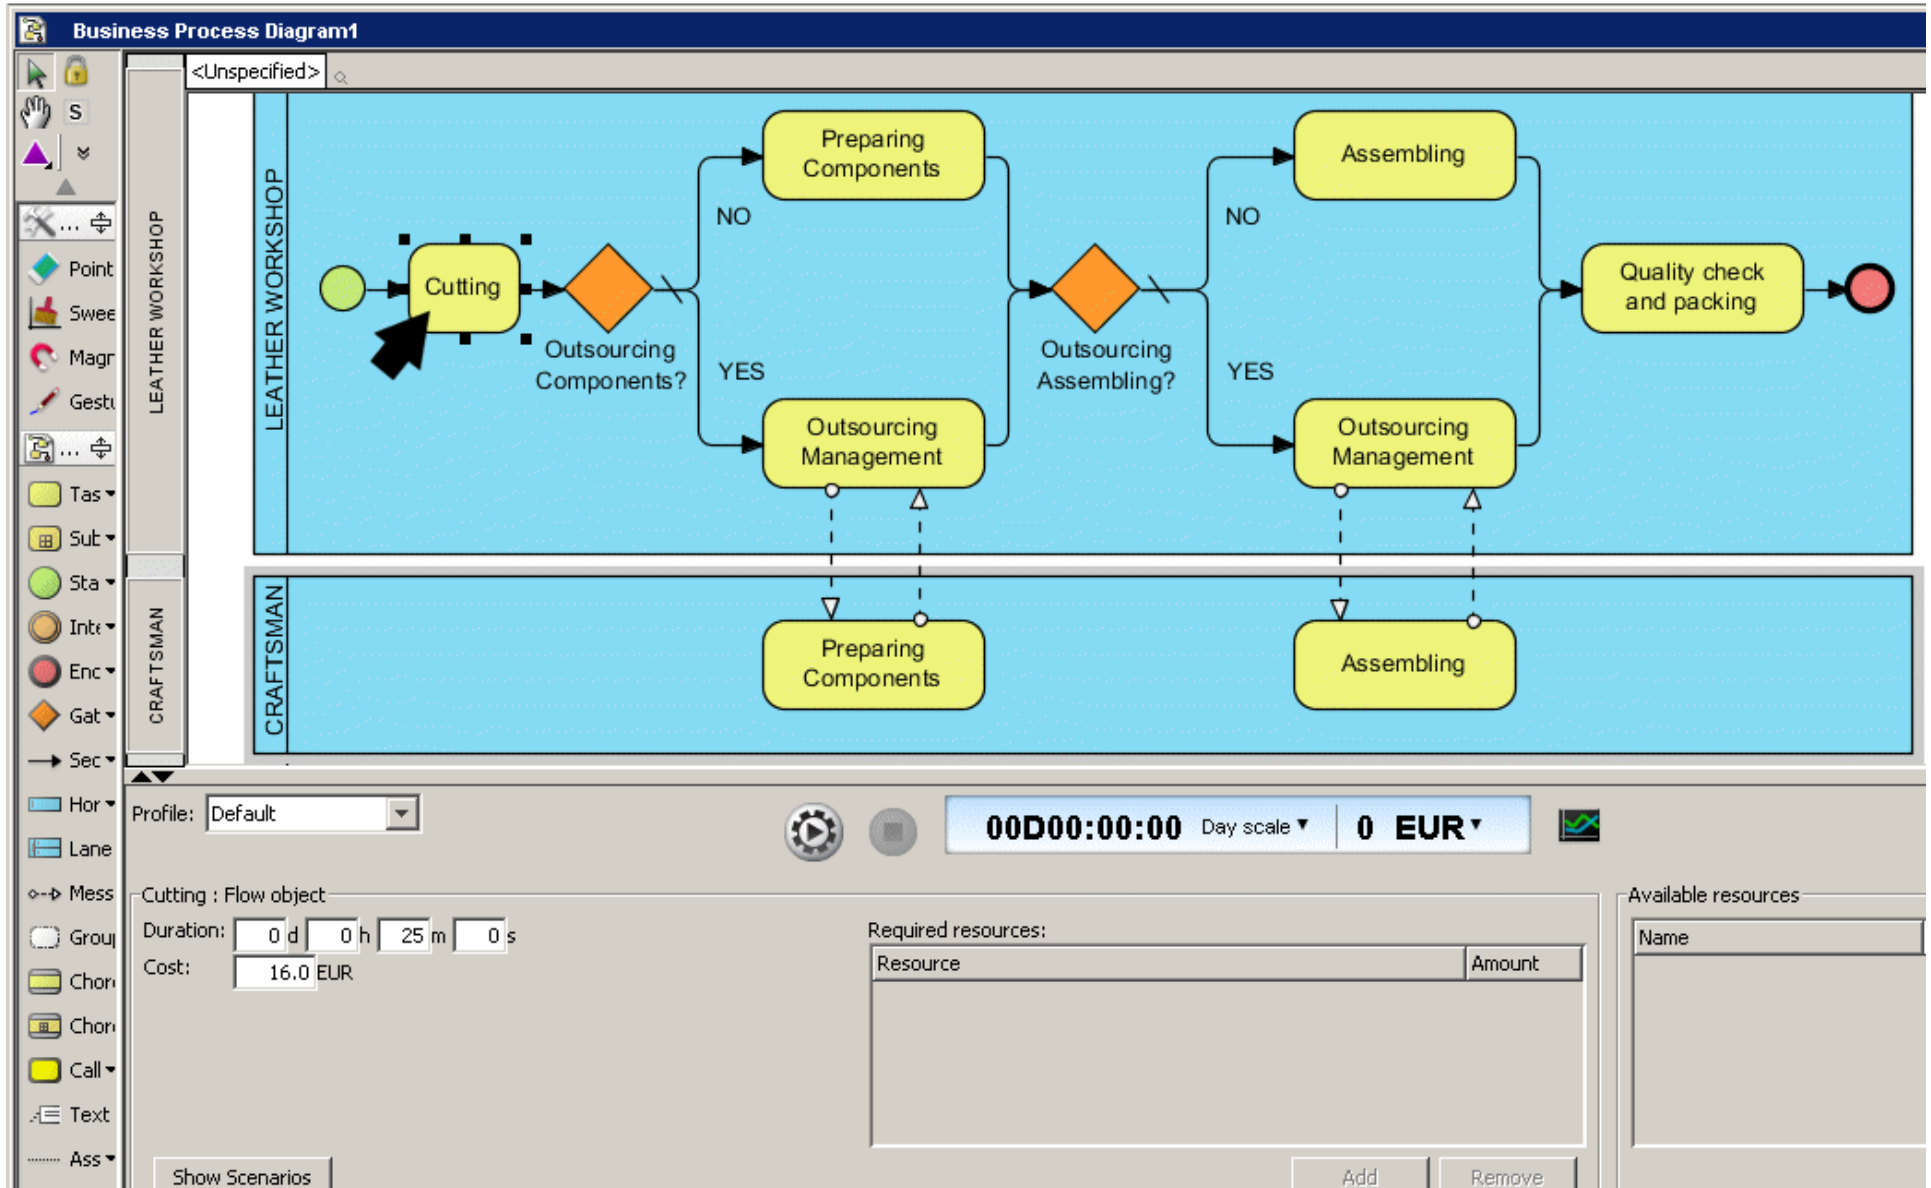 Business Process Diagram1
<Unspecified>
S
...
Point
Swee
Magr
Gestu
...
Tas
Sub
Sta
Inte
Enc
Gat
Sec
Hor
Lane
Mess
Group
Chor
Chor
Call
Text
Ass
LEATHER WORKSHOP
CRAFTSMAN
LEATHER WORKSHOP
Cutting
Outsourcing
Components?
NO
YES
Preparing
Components
Outsourcing
Management
Outsourcing
Assembling?
NO
YES
Assembling
Outsourcing
Management
Quality check
and packing
CRAFTSMAN
Preparing
Components
Assembling
Profile: Default
00D00:00:00 Day scale 0 EUR
Cutting : Flow object
Duration: 0 d 0 h 25 m 0 s
Cost: 16.0 EUR
Required resources:
Resource Amount
Available resources
Name
Show Scenarios
Add Remove